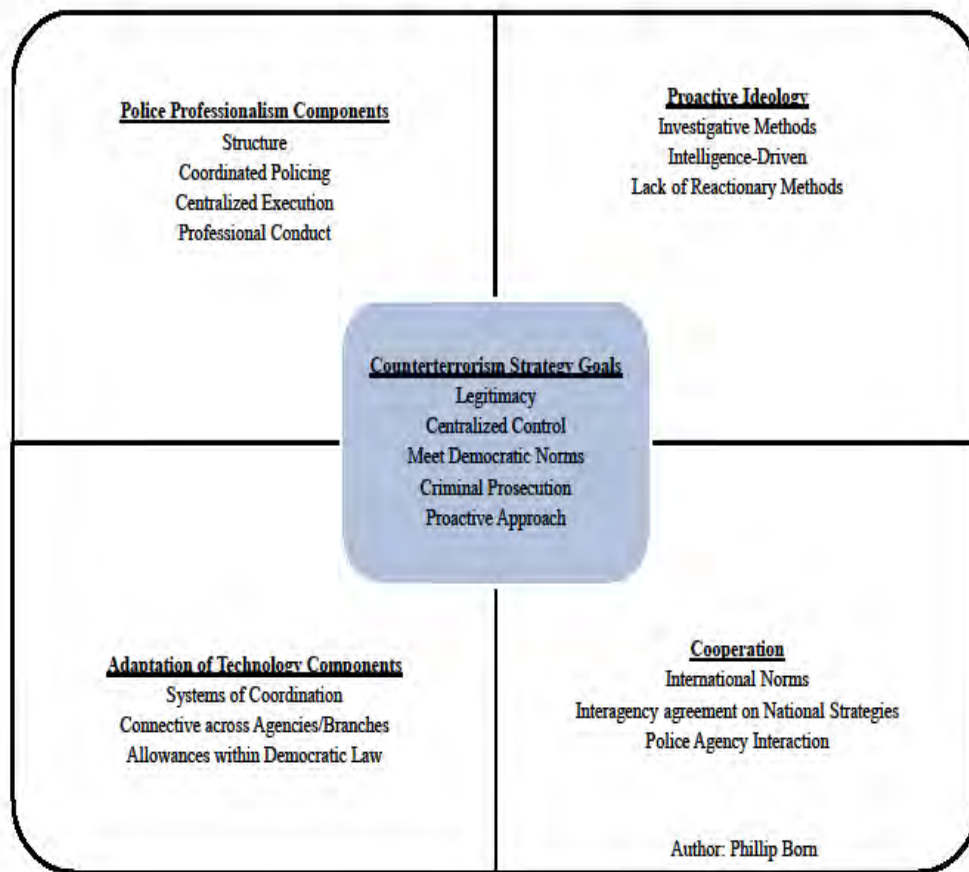 Police Professionalism Components
Structure
Coordinated Policing
Centralized Execution
Professional Conduct
Proactive Ideology
Investigative Methods
Intelligence-Driven
Lack of Reactionary Methods
Counterterrorism Strategy Goals
Legitimacy
Centralized Control
Meet Democratic Norms
Criminal Prosecution
Proactive Approach
Adaptation of Technology Components
Systems of Coordination
Connective across Agencies/Branches
Allowances within Democratic Law
Cooperation
International Norms
Interagency agreement on National Strategies
Police Agency Interaction
Author: Phillip Born